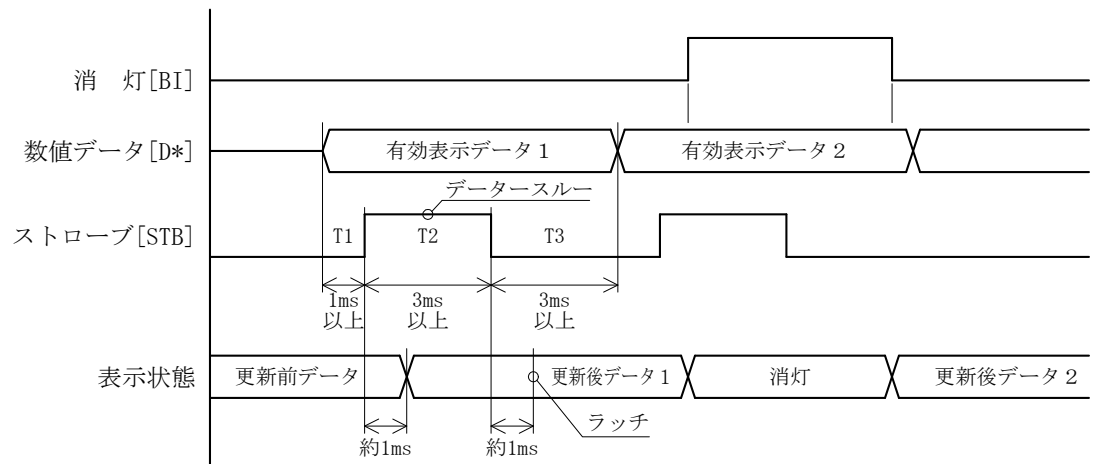 消　灯[BI]
数値データ[D*]
有効表示データ1
有効表示データ2
データースルー
ストローブ[STB]
T1
T2
T3
1ms
以上
3ms
以上
3ms
以上
表示状態
更新前データ
更新後データ1
消灯
更新後データ2
ラッチ
約1ms
約1ms